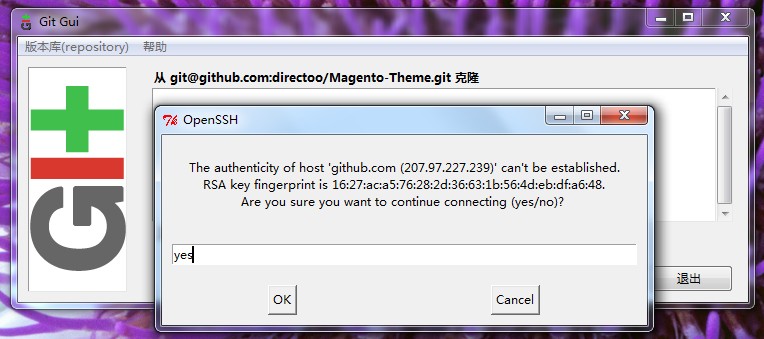 Git Gui
版本库(repository) 帮助
从 git@github.com:directoo/Magento-Theme.git 克隆
GIt
OpenSSH
The authenticity of host 'github.com (207.97.227.239)' can't be established.
RSA key fingerprint is 16:27:ac:a5:76:28:2d:36:63:1b:56:4d:eb:df:a6:48.
Are you sure you want to continue connecting (yes/no)?
yes
OK Cancel
退出